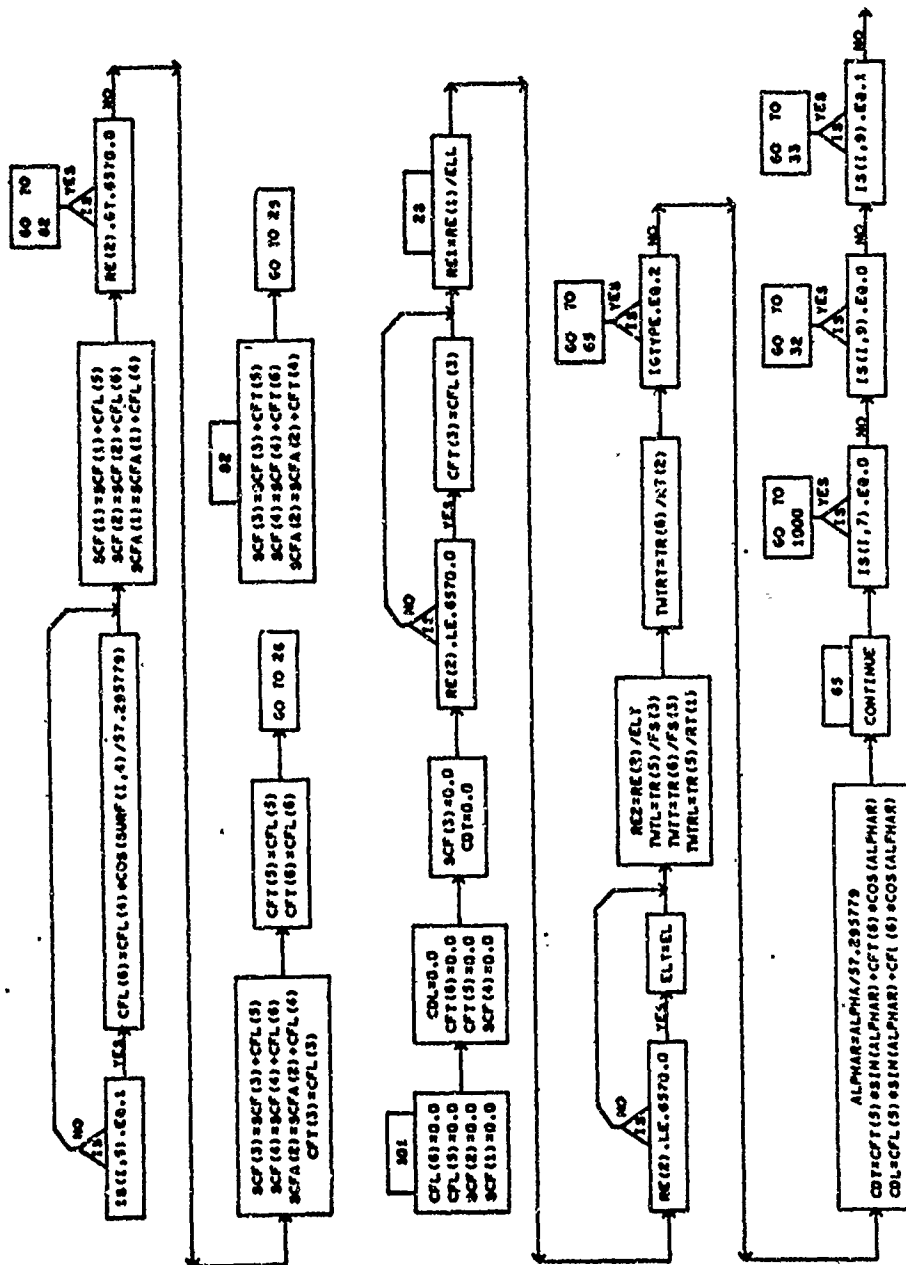 IS
NO
IS(I,5).EQ.1
YES
CFL(6)=CFL(4)*COS(SURF(I,4)/57.295779)
SCF(1)=SCF(1)+CFL(5)
SCF(2)=SCF(2)+CFL(6)
SCFA(1)=SCFA(1)+CFL(4)
GO TO
82
IS
YES
RE(2).GT.6570.0
NO
SCF(3)=SCF(3)+CFL(5)
SCF(4)=SCF(4)+CFL(6)
SCFA(2)=SCFA(2)+CFL(4)
CFT(3)=CFL(3)
CFT(5)=CFL(5)
CFT(6)=CFL(6)
GO TO 26
82
SCF(3)=SCF(3)+CFT(5)
SCF(4)=SCF(4)+CFT(6)
SCFA(2)=SCFA(2)+CFT(4)
GO TO 25
CFL(6)=0.0
CFL(5)=0.0
SCF(2)=0.0
SCF(1)=0.0
CDL=0.0
CFT(6)=0.0
CFT(5)=0.0
SCF(4)=0.0
SCF(3)=0.0
CDT=0.0
IS
NO
RE(2).LE.6570.0
YES
CFT(3)=CFL(3)
RE1=RE(1)/ELL
IS
NO
RE(2).LE.6570.0
YES
ELT=EL
RE2=RE(3)/ELT
TWTL=TR(5)/FS(3)
TWTT=TR(6)/FS(3)
TWTRL=TR(5)/RT(1)
TWTRT=TR(6)/RT(2)
GO TO
65
IS
YES
IGTYPE.EQ.2
NO
ALPHAR=ALPHA/57.295779
CDT=CFT(5)*SIN(ALPHAR)+CFT(6)*COS(ALPHAR)
CDL=CFL(5)*SIN(ALPHAR)+CFL(6)*COS(ALPHAR)
65
CONTINUE
GO TO
1000
IS
YES
IS(I,7).EQ.0
NO
GO TO
32
IS
YES
IS(I,9).EQ.0
NO
GO TO
33
IS
YES
IS(I,9).EQ.1
NO